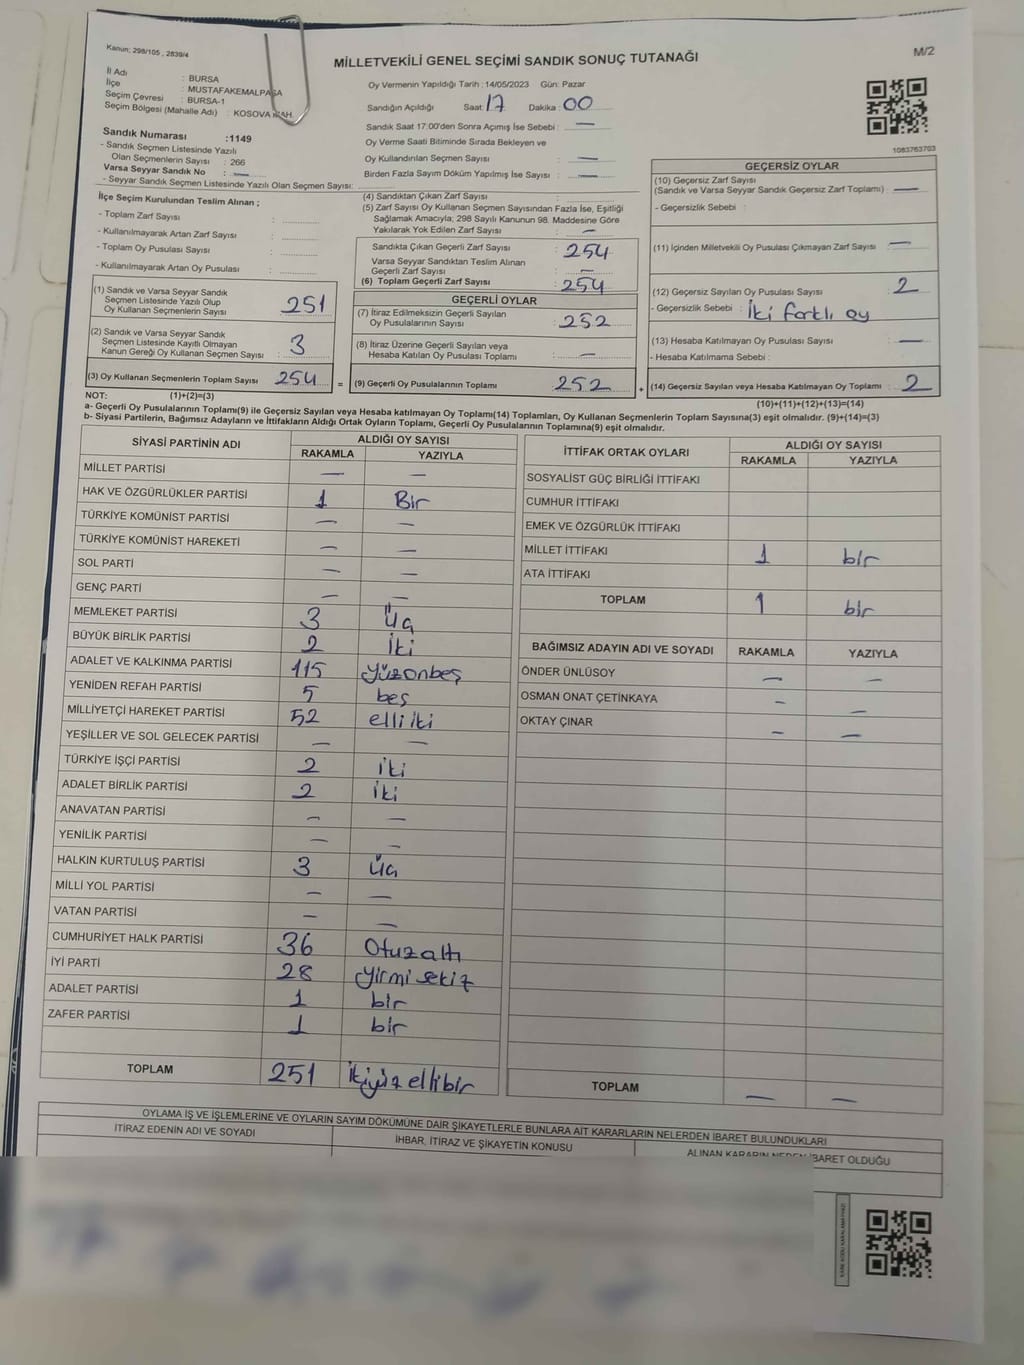 Kanun; 298/105 , 2839/4
M/2
MİLLETVEKİLİ GENEL SEÇİMİ SANDIK SONUÇ TUTANAĞI
İl Adı : BURSA
İlçe : MUSTAFAKEMALPAŞA
Seçim Çevresi : BURSA-1
Seçim Bölgesi (Mahalle Adı) : KOSOVA MAH.
Sandık Numarası :1149
- Sandık Seçmen Listesinde Yazılı
Olan Seçmenlerin Sayısı : 266
Varsa Seyyar Sandık No : —
- Seyyar Sandık Seçmen Listesinde Yazılı Olan Seçmen Sayısı:
Oy Vermenin Yapıldığı Tarih :14/05/2023 Gün: Pazar
Sandığın Açıldığı Saat: 17 Dakika : 00
Sandık Saat 17:00'den Sonra Açımış İse Sebebi : —
Oy Verme Saati Bitiminde Sırada Bekleyen ve
Oy Kullandırılan Seçmen Sayısı : —
Birden Fazla Sayım Döküm Yapılmış İse Sayısı : —
1083763703
İlçe Seçim Kurulundan Teslim Alınan ;
- Toplam Zarf Sayısı :
- Kullanılmayarak Artan Zarf Sayısı :
- Toplam Oy Pusulası Sayısı :
- Kullanılmayarak Artan Oy Pusulası :
(1) Sandık ve Varsa Seyyar Sandık
Seçmen Listesinde Yazılı Olup
Oy Kullanan Seçmenlerin Sayısı : 251
(2) Sandık ve Varsa Seyyar Sandık
Seçmen Listesinde Kayıtlı Olmayan
Kanun Gereği Oy Kullanan Seçmen Sayısı : 3
(3) Oy Kullanan Seçmenlerin Toplam Sayısı : 254 =
(4) Sandıktan Çıkan Zarf Sayısı :
(5) Zarf Sayısı Oy Kullanan Seçmen Sayısından Fazla İse, Eşitliği
Sağlamak Amacıyla; 298 Sayılı Kanunun 98. Maddesine Göre
Yakılarak Yok Edilen Zarf Sayısı : —
Sandıkta Çıkan Geçerli Zarf Sayısı : 254
Varsa Seyyar Sandıktan Teslim Alınan
Geçerli Zarf Sayısı : —
(6) Toplam Geçerli Zarf Sayısı : 254
GEÇERLİ OYLAR
(7) İtiraz Edilmeksizin Geçerli Sayılan
Oy Pusulalarının Sayısı : 252
(8) İtiraz Üzerine Geçerli Sayılan veya
Hesaba Katılan Oy Pusulası Toplamı : —
(9) Geçerli Oy Pusulalarının Toplamı : 252 +
GEÇERSİZ OYLAR
(10) Geçersiz Zarf Sayısı
(Sandık ve Varsa Seyyar Sandık Geçersiz Zarf Toplamı) : —
- Geçersizlik Sebebi :
(11) İçinden Milletvekili Oy Pusulası Çıkmayan Zarf Sayısı : —
(12) Geçersiz Sayılan Oy Pusulası Sayısı : 2
- Geçersizlik Sebebi : İki farklı oy
(13) Hesaba Katılmayan Oy Pusulası Sayısı : —
- Hesaba Katılmama Sebebi :
(14) Geçersiz Sayılan veya Hesaba Katılmayan Oy Toplamı : 2
NOT: (1)+(2)=(3)
(10)+(11)+(12)+(13)=(14)
a- Geçerli Oy Pusulalarının Toplamı(9) ile Geçersiz Sayılan veya Hesaba katılmayan Oy Toplamı(14) Toplamları, Oy Kullanan Seçmenlerin Toplam Sayısına(3) eşit olmalıdır. (9)+(14)=(3)
b- Siyasi Partilerin, Bağımsız Adayların ve İttifakların Aldığı Ortak Oyların Toplamı, Geçerli Oy Pusulalarının Toplamına(9) eşit olmalıdır.
SİYASİ PARTİNİN ADI ALDIĞI OY SAYISI
RAKAMLA YAZIYLA
MİLLET PARTİSİ — —
HAK VE ÖZGÜRLÜKLER PARTİSİ 1 Bir
TÜRKİYE KOMÜNİST PARTİSİ — —
TÜRKİYE KOMÜNİST HAREKETİ — —
SOL PARTİ — —
GENÇ PARTİ — —
MEMLEKET PARTİSİ 3 Üç
BÜYÜK BİRLİK PARTİSİ 2 İki
ADALET VE KALKINMA PARTİSİ 115 Yüzonbeş
YENİDEN REFAH PARTİSİ 5 beş
MİLLİYETÇİ HAREKET PARTİSİ 52 elli iki
YEŞİLLER VE SOL GELECEK PARTİSİ — —
TÜRKİYE İŞÇİ PARTİSİ 2 iki
ADALET BİRLİK PARTİSİ 2 iki
ANAVATAN PARTİSİ — —
YENİLİK PARTİSİ — —
HALKIN KURTULUŞ PARTİSİ 3 üç
MİLLİ YOL PARTİSİ — —
VATAN PARTİSİ — —
CUMHURİYET HALK PARTİSİ 36 Otuzaltı
İYİ PARTİ 28 Yirmi sekiz
ADALET PARTİSİ 1 bir
ZAFER PARTİSİ 1 bir
TOPLAM 251 ikiyüz ellibir
İTTİFAK ORTAK OYLARI ALDIĞI OY SAYISI
RAKAMLA YAZIYLA
SOSYALİST GÜÇ BİRLİĞİ İTTİFAKI
CUMHUR İTTİFAKI
EMEK VE ÖZGÜRLÜK İTTİFAKI
MİLLET İTTİFAKI 1 bir
ATA İTTİFAKI
TOPLAM 1 bir
BAĞIMSIZ ADAYIN ADI VE SOYADI RAKAMLA YAZIYLA
ÖNDER ÜNLÜSOY — —
OSMAN ONAT ÇETİNKAYA — —
OKTAY ÇINAR — —
TOPLAM — —
OYLAMA İŞ VE İŞLEMLERİNE VE OYLARIN SAYIM DÖKÜMÜNE DAİR ŞİKAYETLERLE BUNLARA AİT KARARLARIN NELERDEN İBARET BULUNDUKLARI
İTİRAZ EDENİN ADI VE SOYADI İHBAR, İTİRAZ VE ŞİKAYETİN KONUSU ALINAN KARARIN NEDEN İBARET OLDUĞU